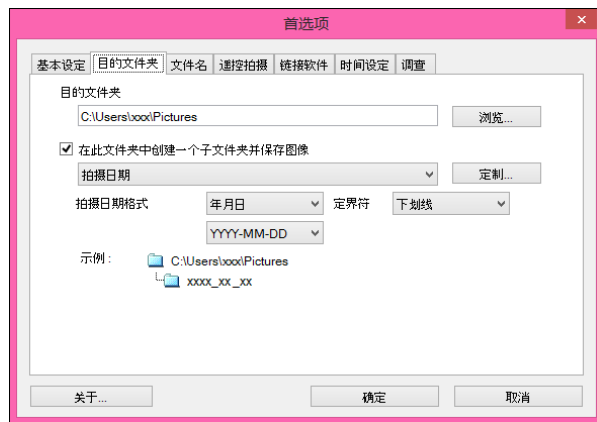 首选项
基本设定 目的文件夹 文件名 遥控拍摄 链接软件 时间设定 调查
目的文件夹
C:\Users\xxx\Pictures 浏览...
在此文件夹中创建一个子文件夹并保存图像
拍摄日期 定制...
拍摄日期格式 年月日 定界符 下划线
YYYY-MM-DD
示例: C:\Users\xxx\Pictures
xxxx_xx_xx
关于... 确定 取消